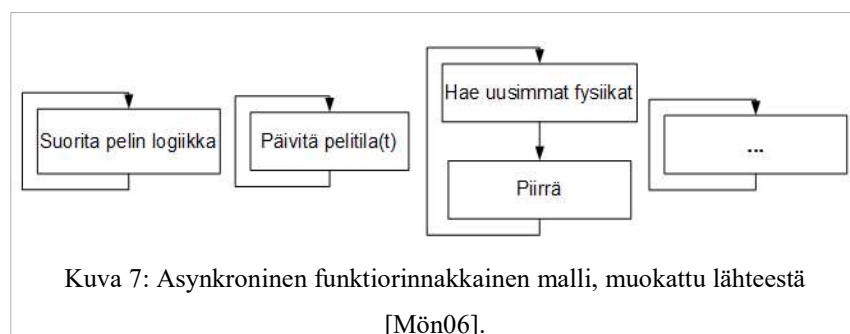 Suorita pelin logiikka
Päivitä pelitila(t)
Hae uusimmat fysiikat
Piirrä
...
Kuva 7: Asynkroninen funktiorinnakkainen malli, muokattu lähteestä
[Mön06].